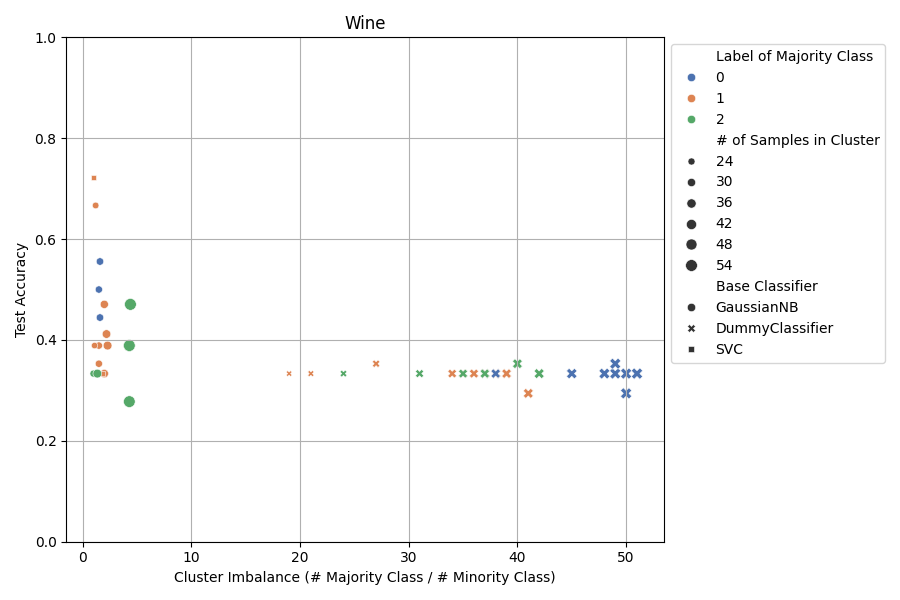 Wine
1.0
0.8
0.6
0.4
0.2
0.0
Test Accuracy
0 10 20 30 40 50
Cluster Imbalance (# Majority Class / # Minority Class)
Label of Majority Class
0
1
2
# of Samples in Cluster
24
30
36
42
48
54
Base Classifier
GaussianNB
DummyClassifier
SVC